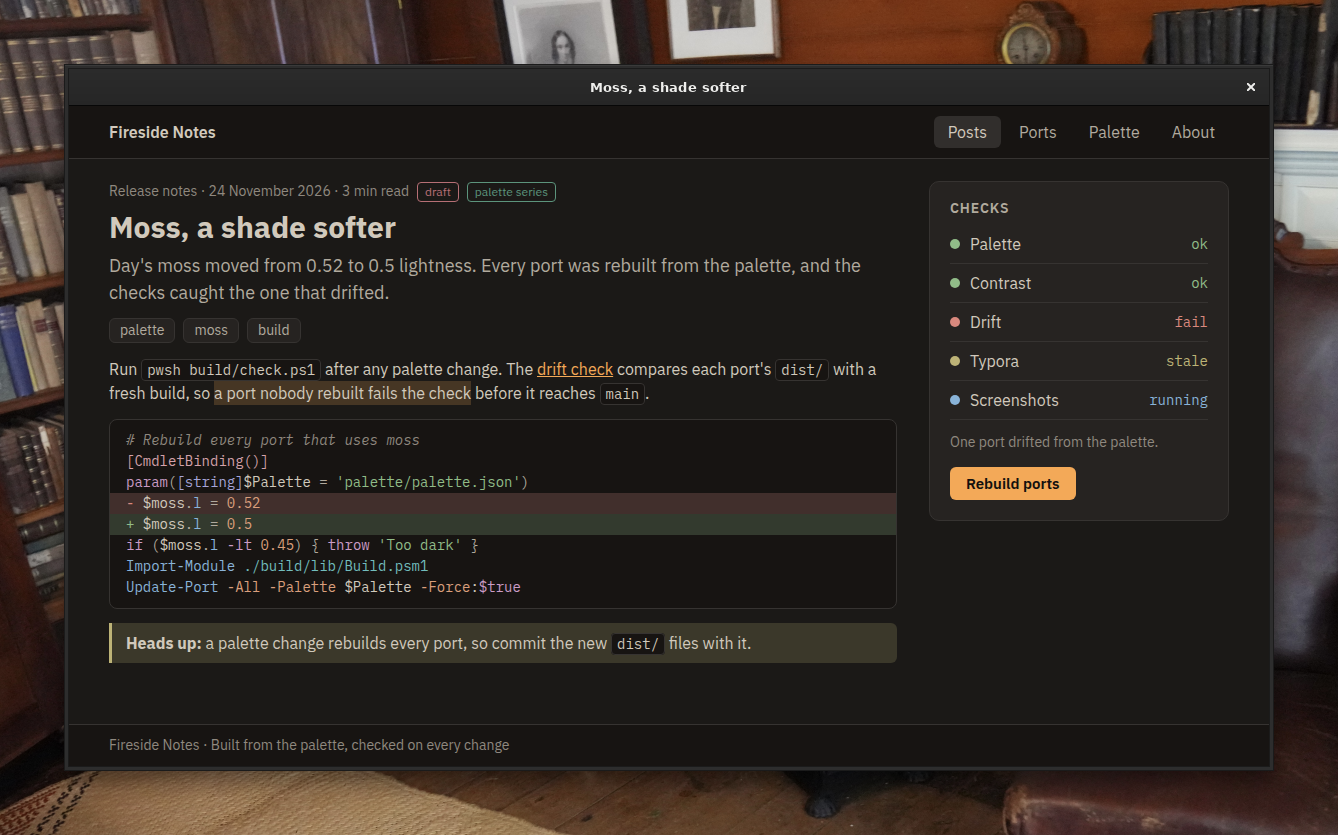 Moss, a shade softer
Fireside Notes
Posts
Ports
Palette
About
Release notes · 24 November 2026 · 3 min read
draft
palette series
Moss, a shade softer
Day's moss moved from 0.52 to 0.5 lightness. Every port was rebuilt from the palette, and the
checks caught the one that drifted.
palette
moss
build
Run pwsh build/check.ps1 after any palette change. The drift check compares each port's dist/ with a
fresh build, so a port nobody rebuilt fails the check before it reaches main.
# Rebuild every port that uses moss
[CmdletBinding()]
param([string]$Palette = 'palette/palette.json')
- $moss.l = 0.52
+ $moss.l = 0.5
if ($moss.l -lt 0.45) { throw 'Too dark' }
Import-Module ./build/lib/Build.psm1
Update-Port -All -Palette $Palette -Force:$true
Heads up: a palette change rebuilds every port, so commit the new dist/ files with it.
CHECKS
Palette ok
Contrast ok
Drift fail
Typora stale
Screenshots running
One port drifted from the palette.
Rebuild ports
Fireside Notes · Built from the palette, checked on every change